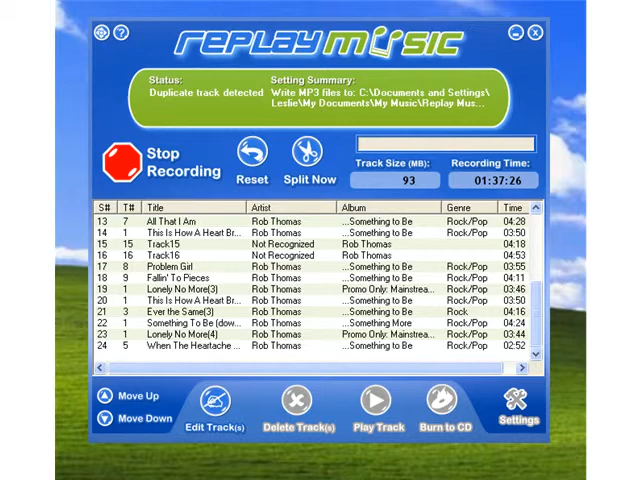 REPLAY MUSIC
Status:
Duplicate track detected
Setting Summary:
Write MP3 files to: C:\Documents and Settings\
Leslie\My Documents\My Music\Replay Mus...
Stop
Recording
Reset
Split Now
Track Size (MB):
93
Recording Time:
01:37:26
S# T# Title Artist Album Genre Time
13 7 All That I Am Rob Thomas ...Something to Be Rock/Pop 04:28
14 1 This Is How A Heart Br... Rob Thomas ...Something to Be Rock/Pop 03:50
15 15 Track15 Not Recognized Rob Thomas 04:18
16 16 Track16 Not Recognized Rob Thomas 04:53
17 8 Problem Girl Rob Thomas ...Something to Be Rock/Pop 03:55
18 9 Fallin' To Pieces Rob Thomas ...Something to Be Rock/Pop 04:11
19 1 Lonely No More(3) Rob Thomas Promo Only: Mainstrea... Rock/Pop 03:46
20 1 This Is How A Heart Br... Rob Thomas ...Something to Be Rock/Pop 03:50
21 3 Ever the Same(3) Rob Thomas ...Something to Be Rock 04:16
22 1 Something To Be (dow... Rob Thomas ...Something More Rock/Pop 04:24
23 1 Lonely No More(4) Rob Thomas Promo Only: Mainstrea... Rock/Pop 03:44
24 5 When The Heartache ... Rob Thomas ...Something to Be Rock/Pop 02:52
Move Up
Move Down
Edit Track(s)
Delete Track(s)
Play Track
Burn to CD
Settings